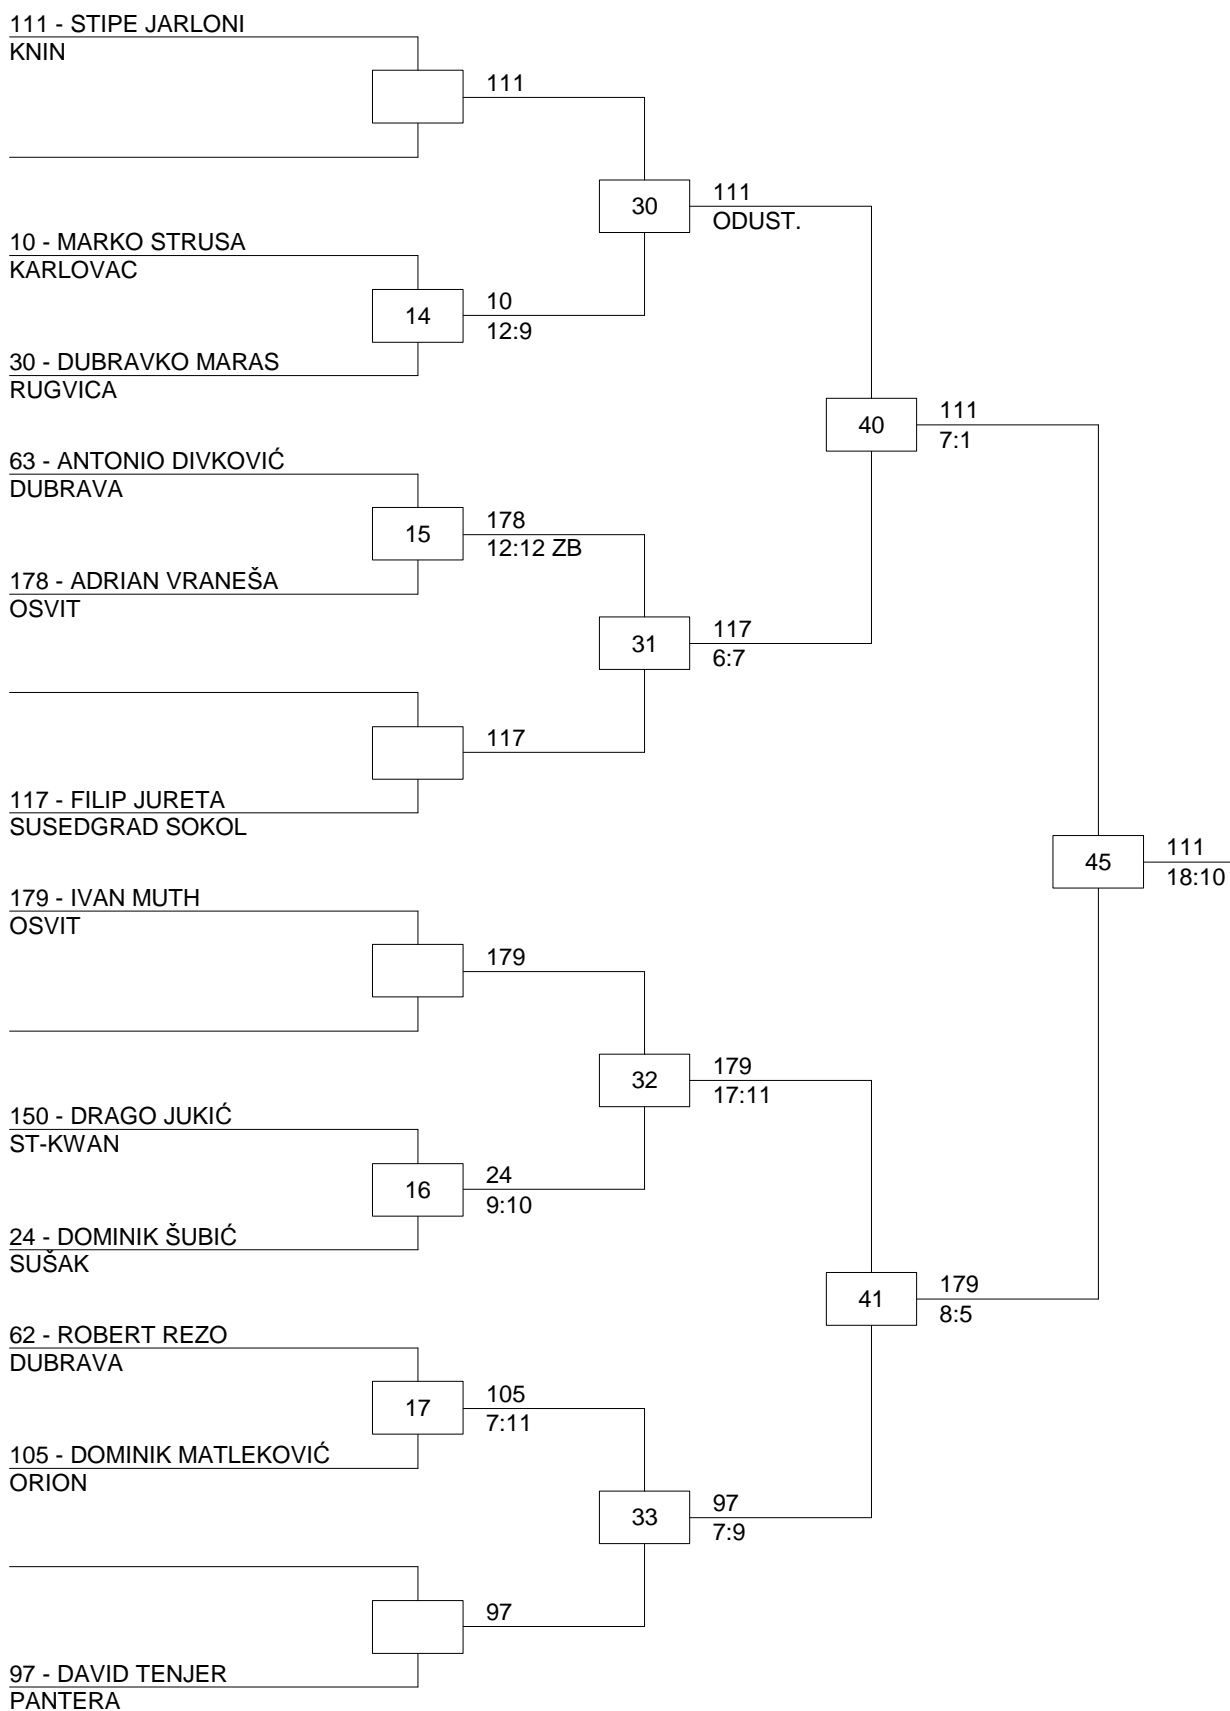 111 - STIPE JARLONI
KNIN
111
30
111
ODUST.
10 - MARKO STRUSA
KARLOVAC
14
10
12:9
30 - DUBRAVKO MARAS
RUGVICA
40
111
7:1
63 - ANTONIO DIVKOVIĆ
DUBRAVA
15
178
12:12 ZB
178 - ADRIAN VRANEŠA
OSVIT
31
117
6:7
117
117 - FILIP JURETA
SUSEDGRAD SOKOL
45
111
18:10
179 - IVAN MUTH
OSVIT
179
32
179
17:11
150 - DRAGO JUKIĆ
ST-KWAN
16
24
9:10
24 - DOMINIK ŠUBIĆ
SUŠAK
41
179
8:5
62 - ROBERT REZO
DUBRAVA
17
105
7:11
105 - DOMINIK MATLEKOVIĆ
ORION
33
97
7:9
97
97 - DAVID TENJER
PANTERA